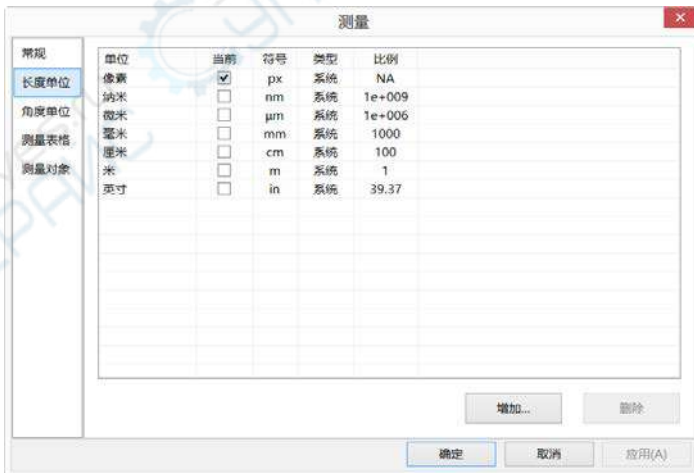 测量
常规
长度单位
角度单位
测量表格
测量对象
单位 当前 符号 类型 比例
像素 px 系统 NA
纳米 nm 系统 1e+009
微米 μm 系统 1e+006
毫米 mm 系统 1000
厘米 cm 系统 100
米 m 系统 1
英寸 in 系统 39.37
增加... 删除
确定 取消 应用(A)